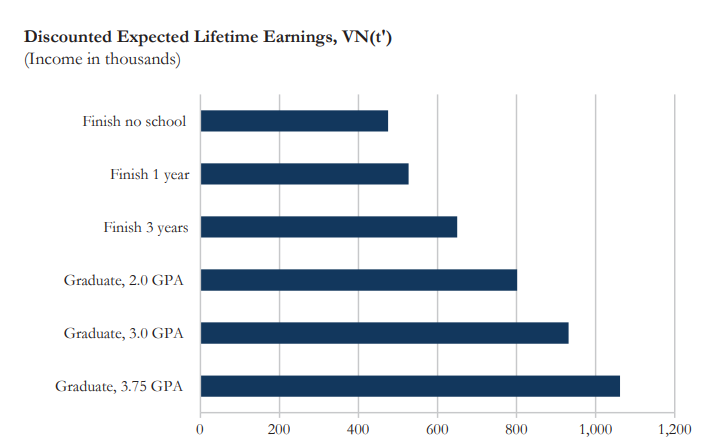 Discounted Expected Lifetime Earnings, VN(t')
(Income in thousands)
Finish no school
Finish 1 year
Finish 3 years
Graduate, 2.0 GPA
Graduate, 3.0 GPA
Graduate, 3.75 GPA
0 200 400 600 800 1,000 1,200